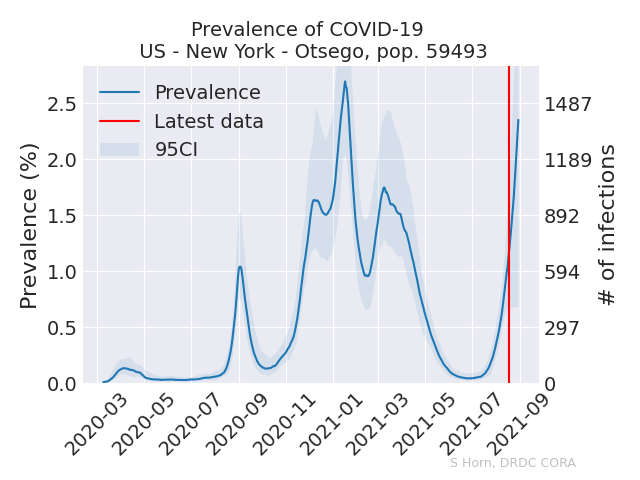 Prevalence of COVID-19
US - New York - Otsego, pop. 59493
Prevalence
Latest data
95CI
Prevalence (%)
2.5
2.0
1.5
1.0
0.5
0.0
1487
1189
892
594
297
0
# of infections
2020-03
2020-05
2020-07
2020-09
2020-11
2021-01
2021-03
2021-05
2021-07
2021-09
S Horn, DRDC CORA